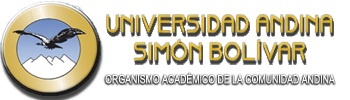 UNIVERSIDAD ANDINA
SIMÓN BOLÍVAR
ORGANISMO ACADÉMICO DE LA COMUNIDAD ANDINA